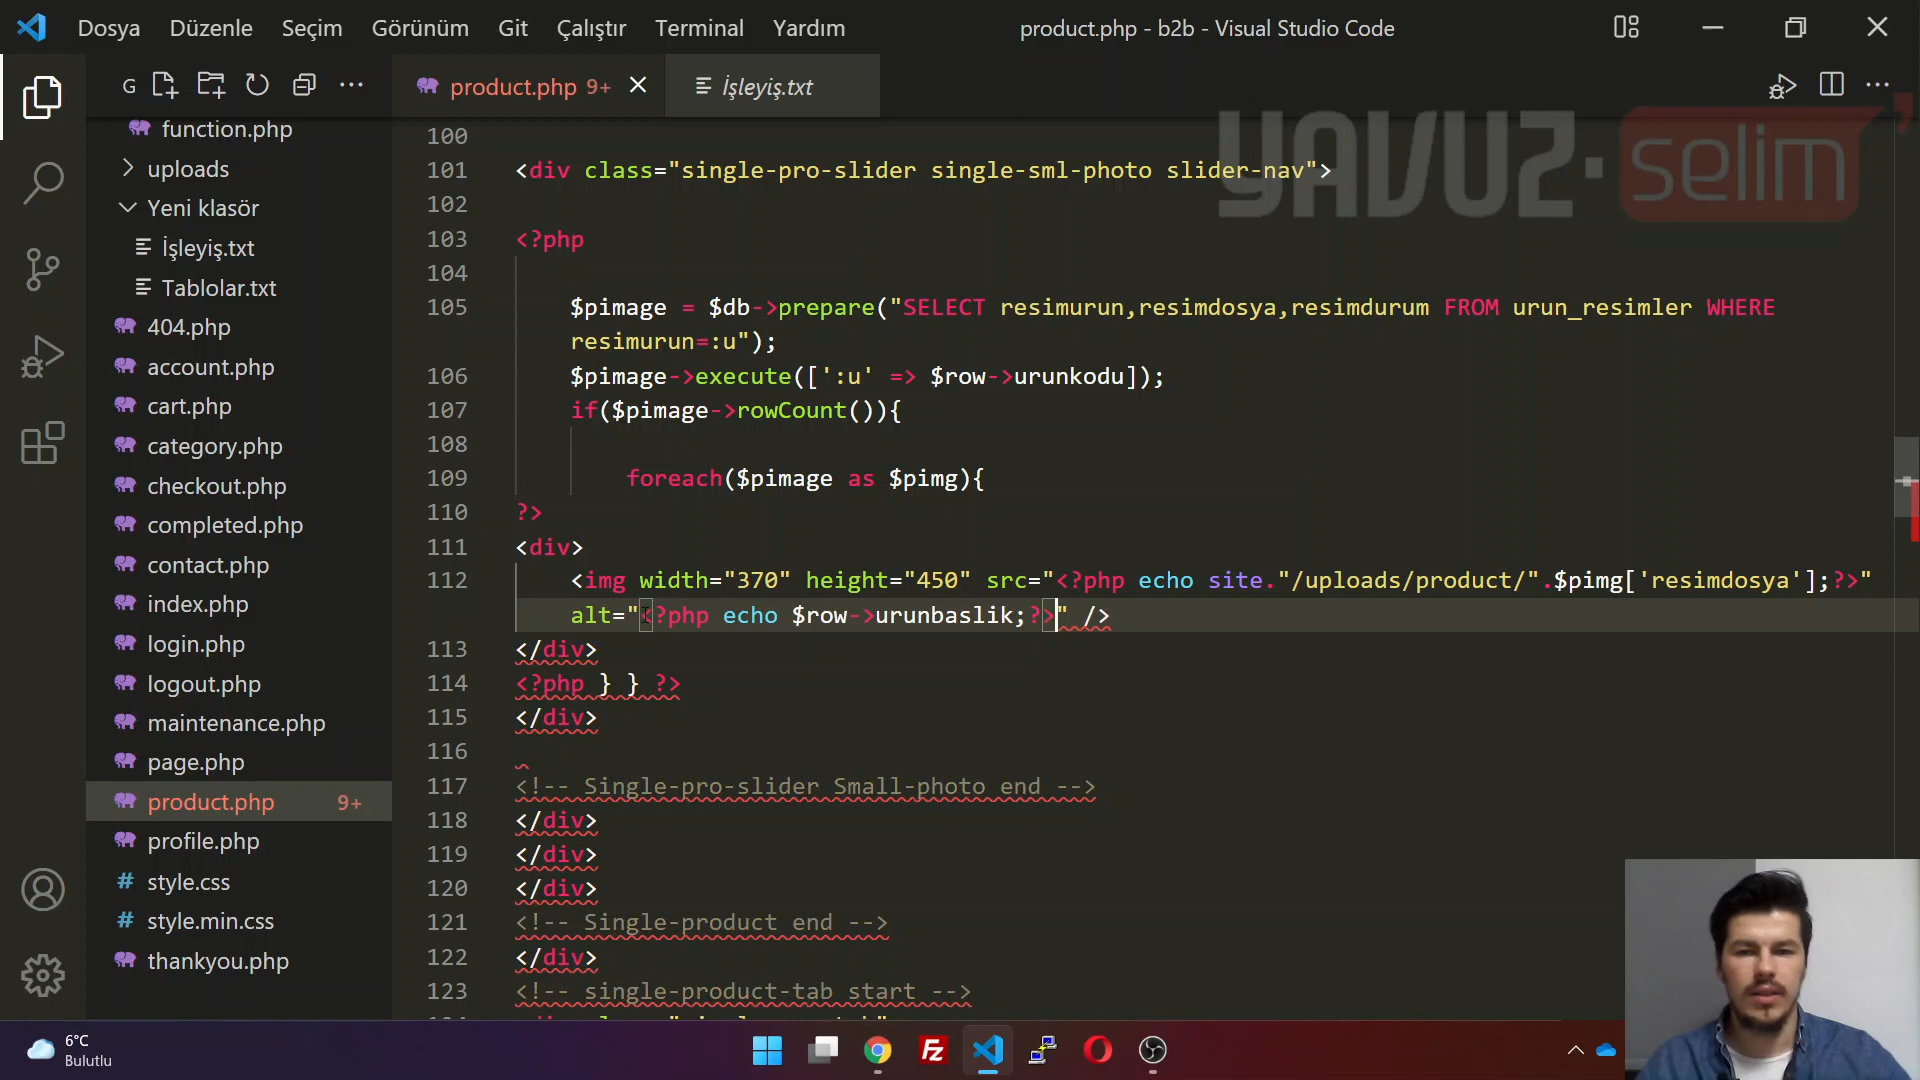 Dosya Düzenle Seçim Görünüm Git Çalıştır Terminal Yardım
product.php - b2b - Visual Studio Code
G
product.php 9+
İşleyiş.txt
YAVUZ selim
function.php
uploads
Yeni klasör
İşleyiş.txt
Tablolar.txt
404.php
account.php
cart.php
category.php
checkout.php
completed.php
contact.php
index.php
login.php
logout.php
maintenance.php
page.php
product.php 9+
profile.php
style.css
style.min.css
thankyou.php
100
101 <div class="single-pro-slider single-sml-photo slider-nav">
102
103 <?php
104
105 $pimage = $db->prepare("SELECT resimurun,resimdosya,resimdurum FROM urun_resimler WHERE
resimurun=:u");
106 $pimage->execute([':u' => $row->urunkodu]);
107 if($pimage->rowCount()){
108
109 foreach($pimage as $pimg){
110 ?>
111 <div>
112 <img width="370" height="450" src="<?php echo site."/uploads/product/".$pimg['resimdosya'];?>"
alt="<?php echo $row->urunbaslik;?>" />
113 </div>
114 <?php } } ?>
115 </div>
116
117 <!-- Single-pro-slider Small-photo end -->
118 </div>
119 </div>
120 </div>
121 <!-- Single-product end -->
122 </div>
123 <!-- single-product-tab start -->
6°C
Bulutlu